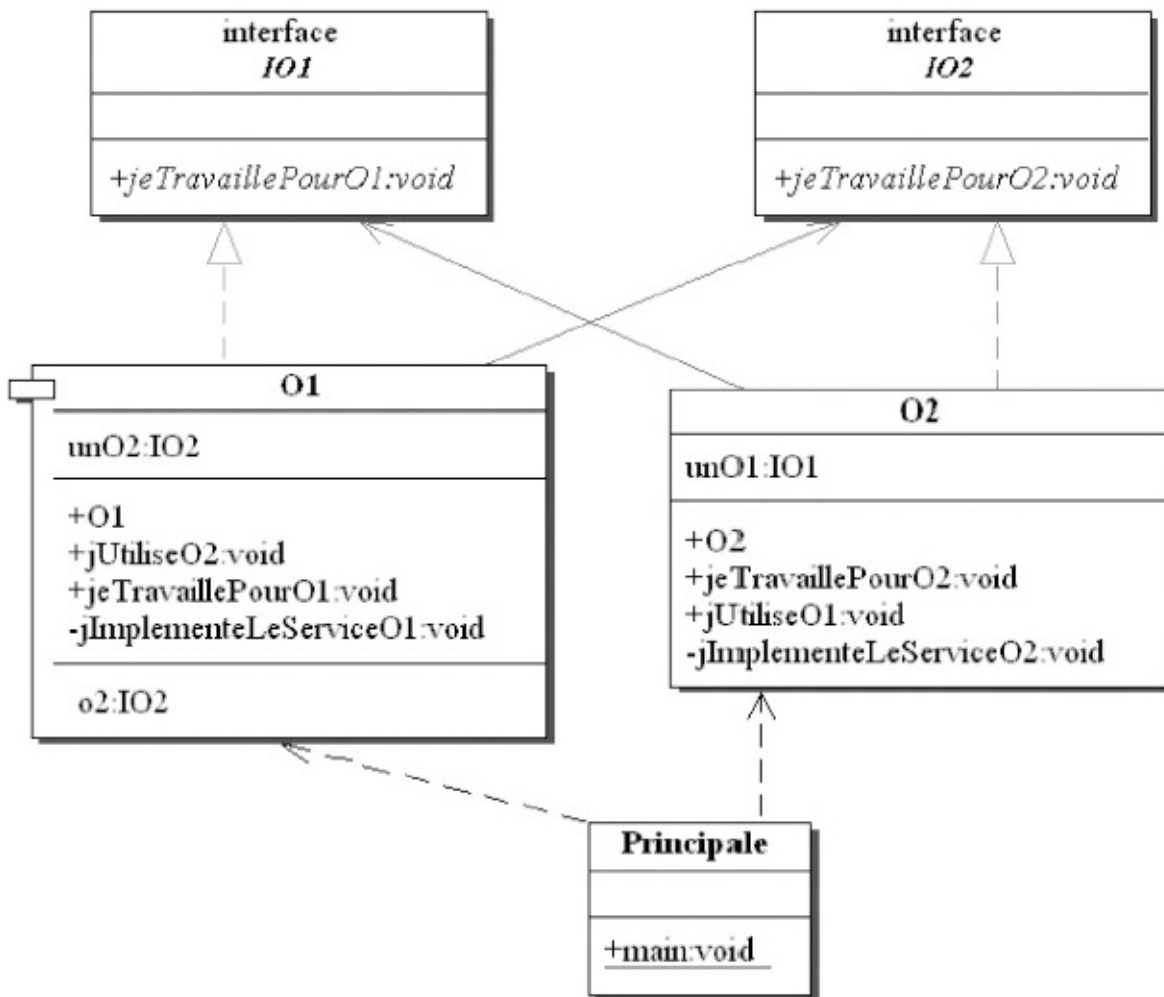 interface
IO1
+jeTravaillePourO1:void
interface
IO2
+jeTravaillePourO2:void
O1
unO2:IO2
+O1
+jUtiliseO2:void
+jeTravaillePourO1:void
-jImplementeLeServiceO1:void
o2:IO2
O2
unO1:IO1
+O2
+jeTravaillePourO2:void
+jUtiliseO1:void
-jImplementeLeServiceO2:void
Principale
+main:void